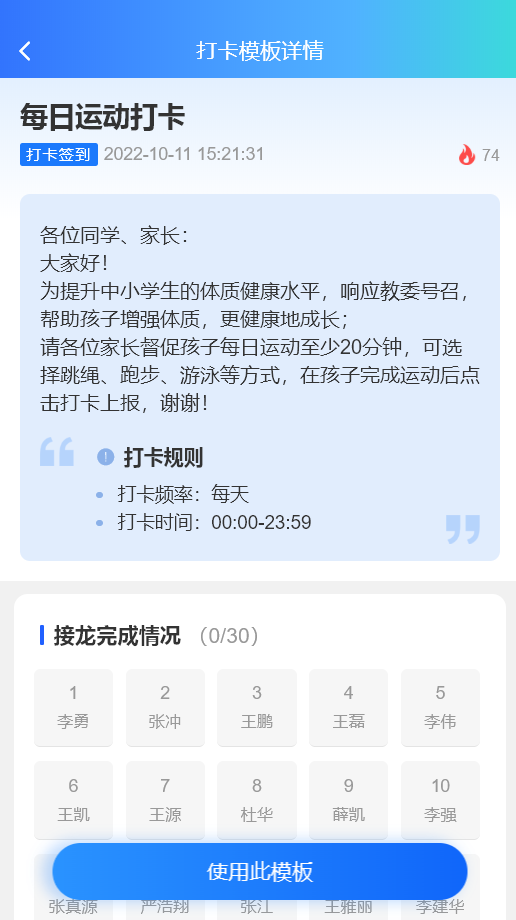 打卡模板详情
每日运动打卡
打卡签到 2022-10-11 15:21:31 74
各位同学、家长：
大家好！
为提升中小学生的体质健康水平，响应教委号召，
帮助孩子增强体质，更健康地成长；
请各位家长督促孩子每日运动至少20分钟，可选
择跳绳、跑步、游泳等方式，在孩子完成运动后点
击打卡上报，谢谢！
打卡规则
打卡频率：每天
打卡时间：00:00-23:59
接龙完成情况（0/30）
1 2 3 4 5
李勇 张冲 王鹏 王磊 李伟
6 7 8 9 10
王凯 王源 杜华 薛凯 李强
使用此模板
张真源 严浩翔 张江 王雅丽 李建华